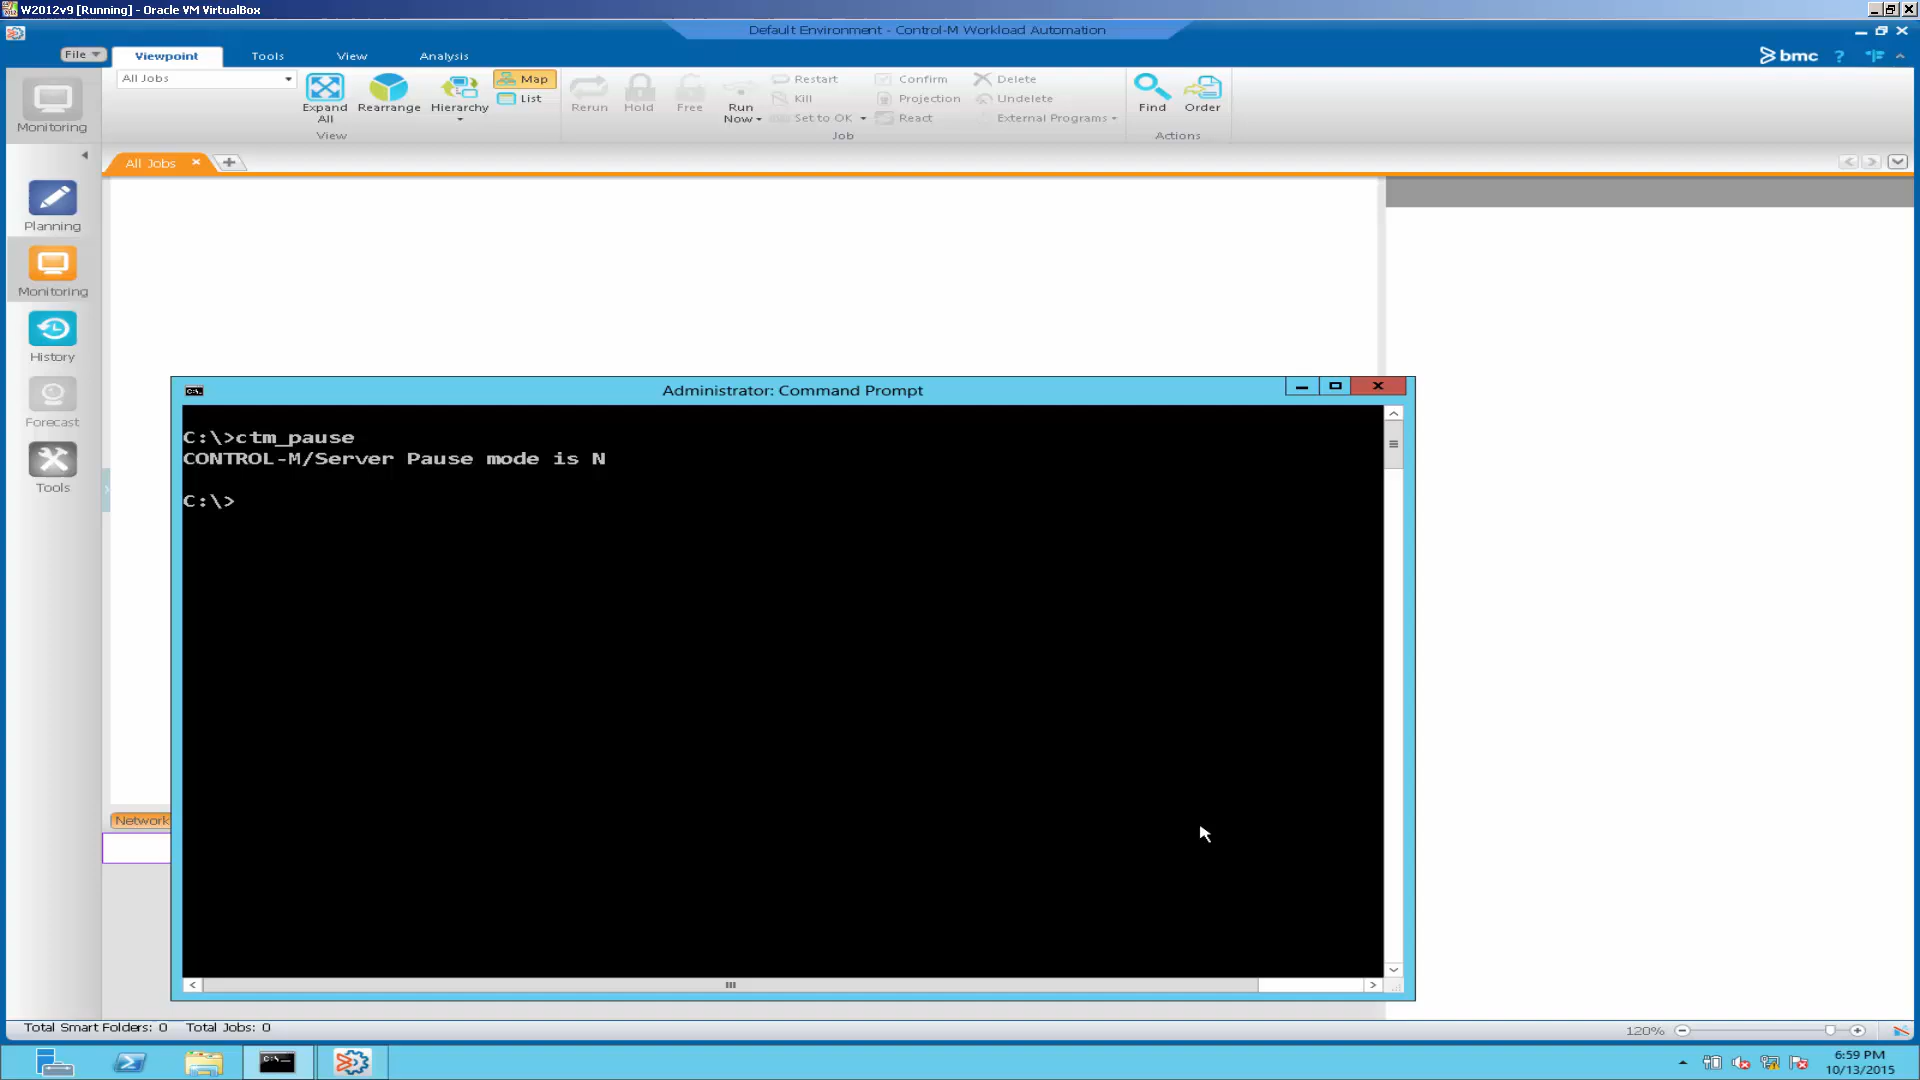 W2012v9 [Running] - Oracle VM VirtualBox
Default Environment - Control-M Workload Automation
File
Viewpoint
Tools
View
Analysis
bmc
?
Monitoring
All Jobs
Expand All
Rearrange
Hierarchy
Map
List
View
Rerun
Hold
Free
Run Now
Restart
Kill
Set to OK
Confirm
Projection
React
Delete
Undelete
External Programs
Job
Find
Order
Actions
All Jobs
Planning
Monitoring
History
Forecast
Tools
Administrator: Command Prompt
C:\>ctm_pause
CONTROL-M/Server Pause mode is N
C:\>
Network
Total Smart Folders: 0 Total Jobs: 0
120%
6:59 PM
10/13/2015